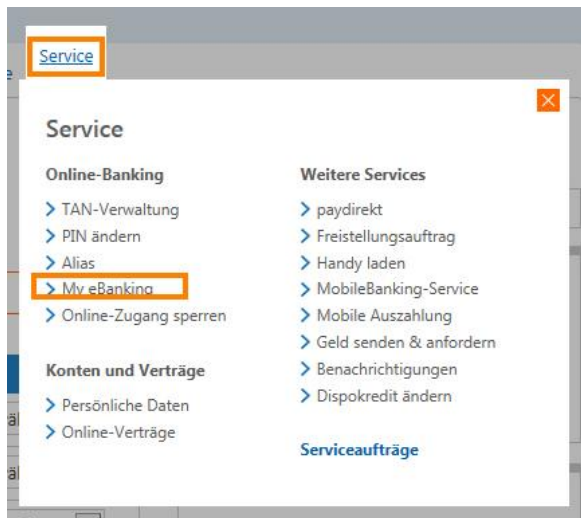 Service
Service
Online-Banking
TAN-Verwaltung
PIN ändern
Alias
My eBanking
Online-Zugang sperren
Konten und Verträge
Persönliche Daten
Online-Verträge
Weitere Services
paydirekt
Freistellungsauftrag
Handy laden
MobileBanking-Service
Mobile Auszahlung
Geld senden & anfordern
Benachrichtigungen
Dispokredit ändern
Serviceaufträge